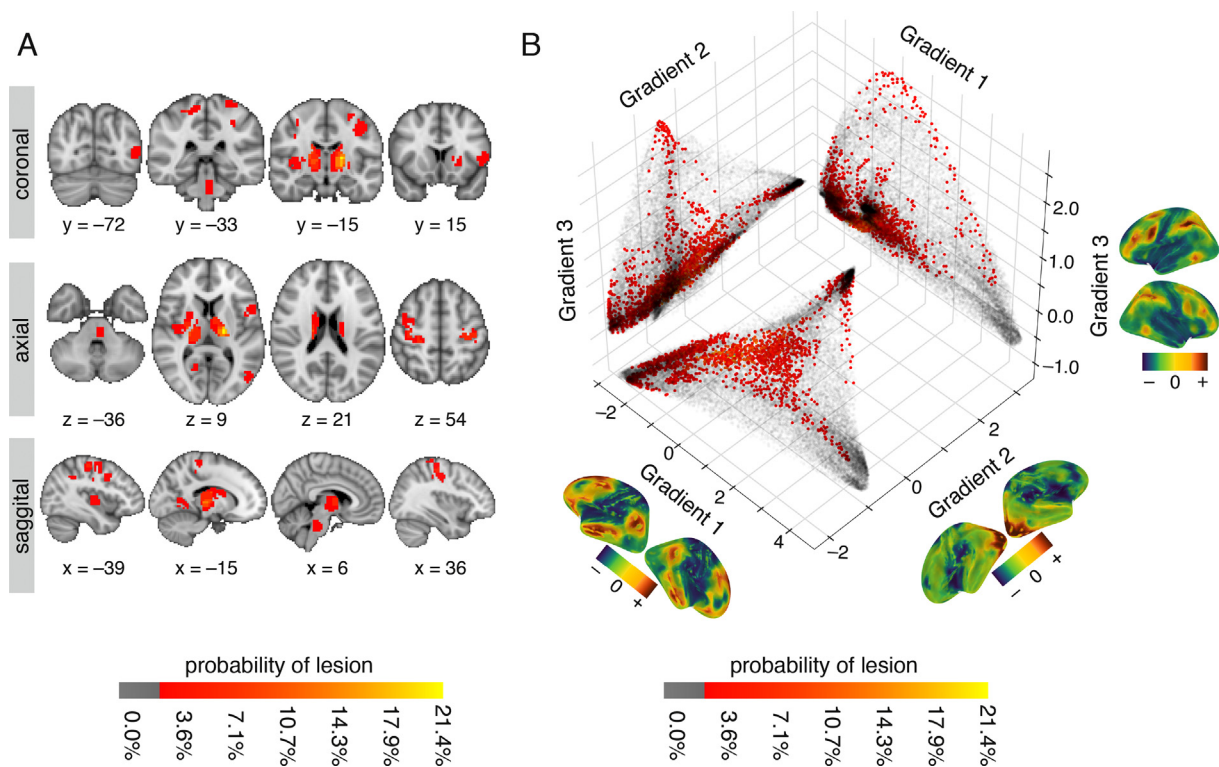 A
coronal
y = –72
y = –33
y = –15
y = 15
axial
z = –36
z = 9
z = 21
z = 54
saggital
x = –39
x = –15
x = 6
x = 36
probability of lesion
0.0%
3.6%
7.1%
10.7%
14.3%
17.9%
21.4%
B
Gradient 2
Gradient 1
Gradient 3
2.0
1.0
0.0
–1.0
Gradient 3
– 0 +
–2
0
2
4
Gradient 1
– 0 +
–2
0
2
Gradient 2
– 0 +
probability of lesion
0.0%
3.6%
7.1%
10.7%
14.3%
17.9%
21.4%